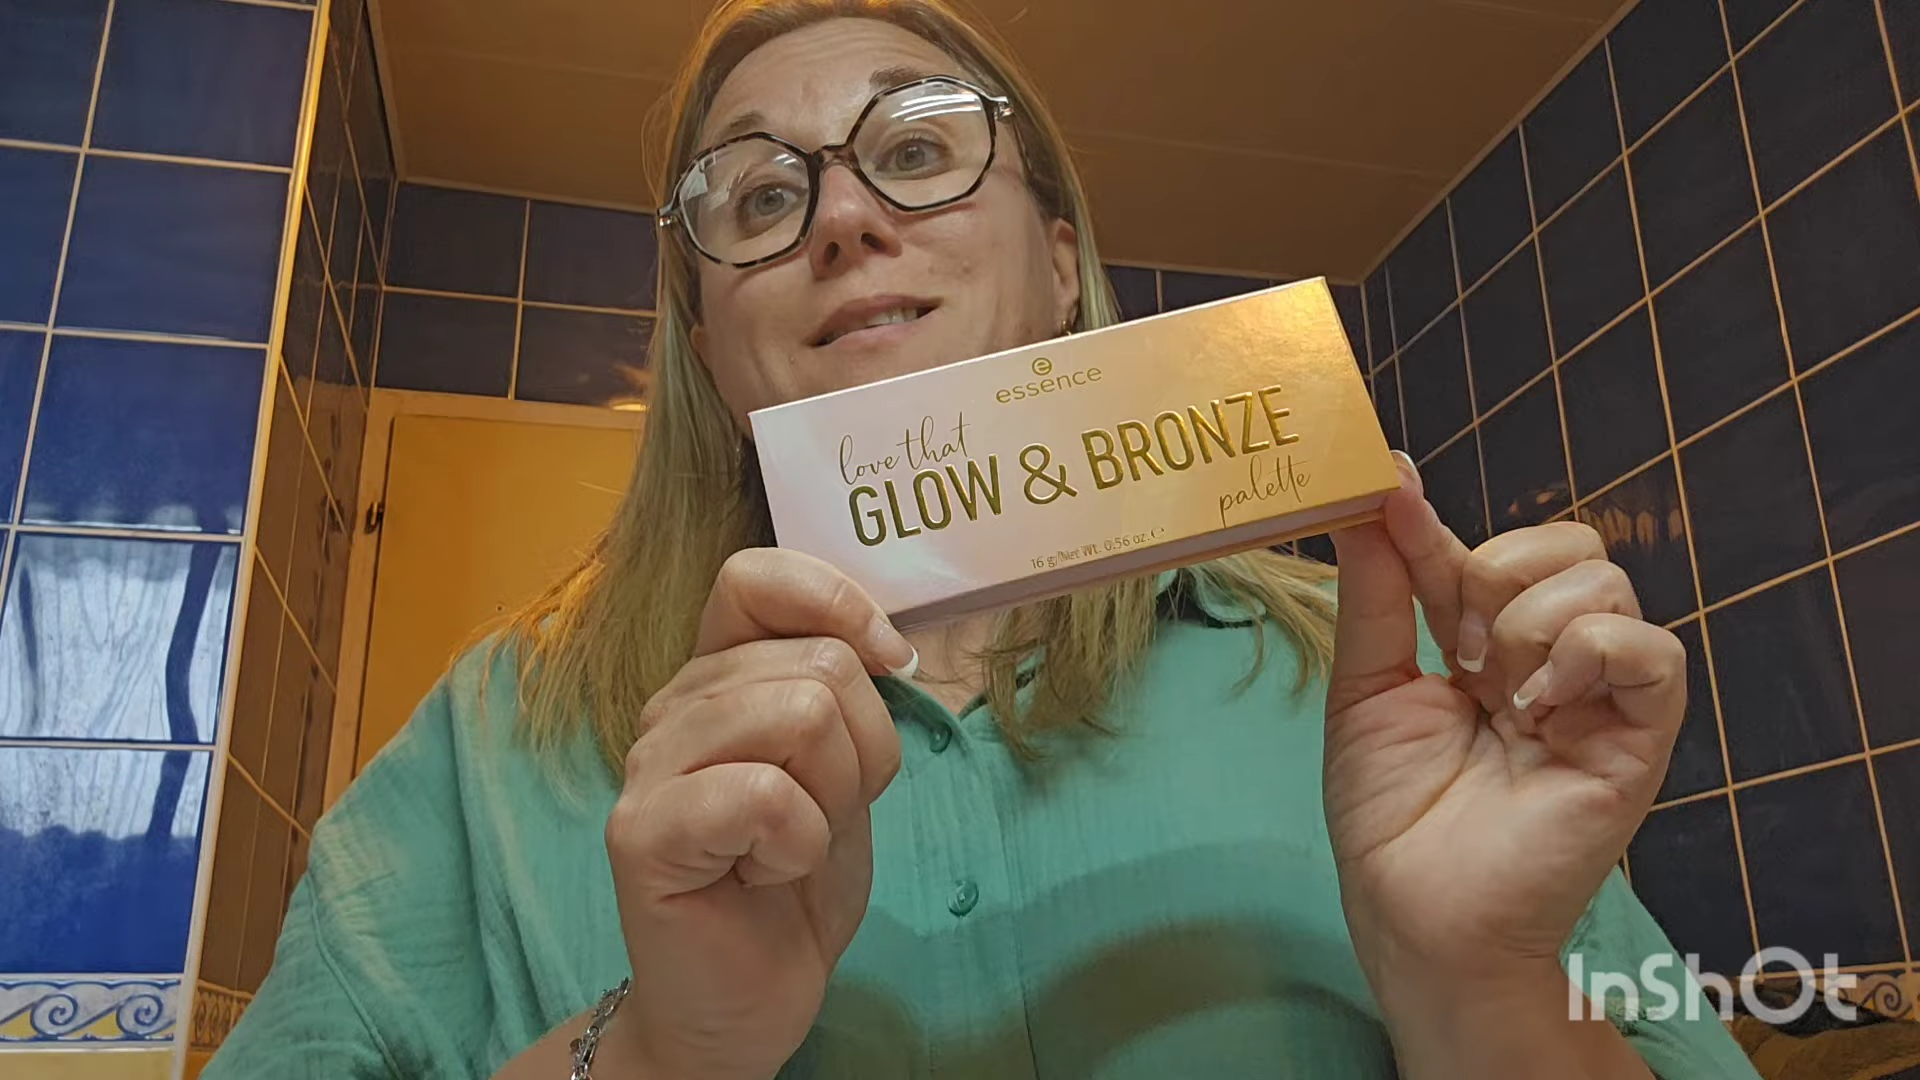 essence
love that
GLOW & BRONZE
palette
16 g/Net Wt. 0.56 oz. ℮
InShOt